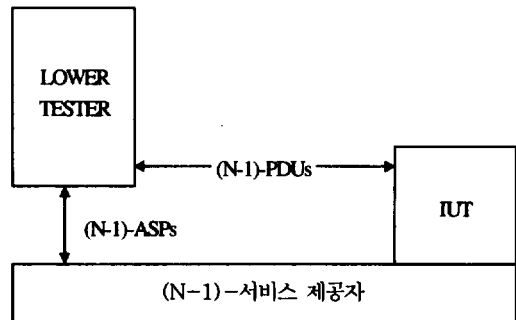 LOWER
TESTER
(N-1)-PDUs
IUT
(N-1)-ASPs
(N-1)-서비스 제공자